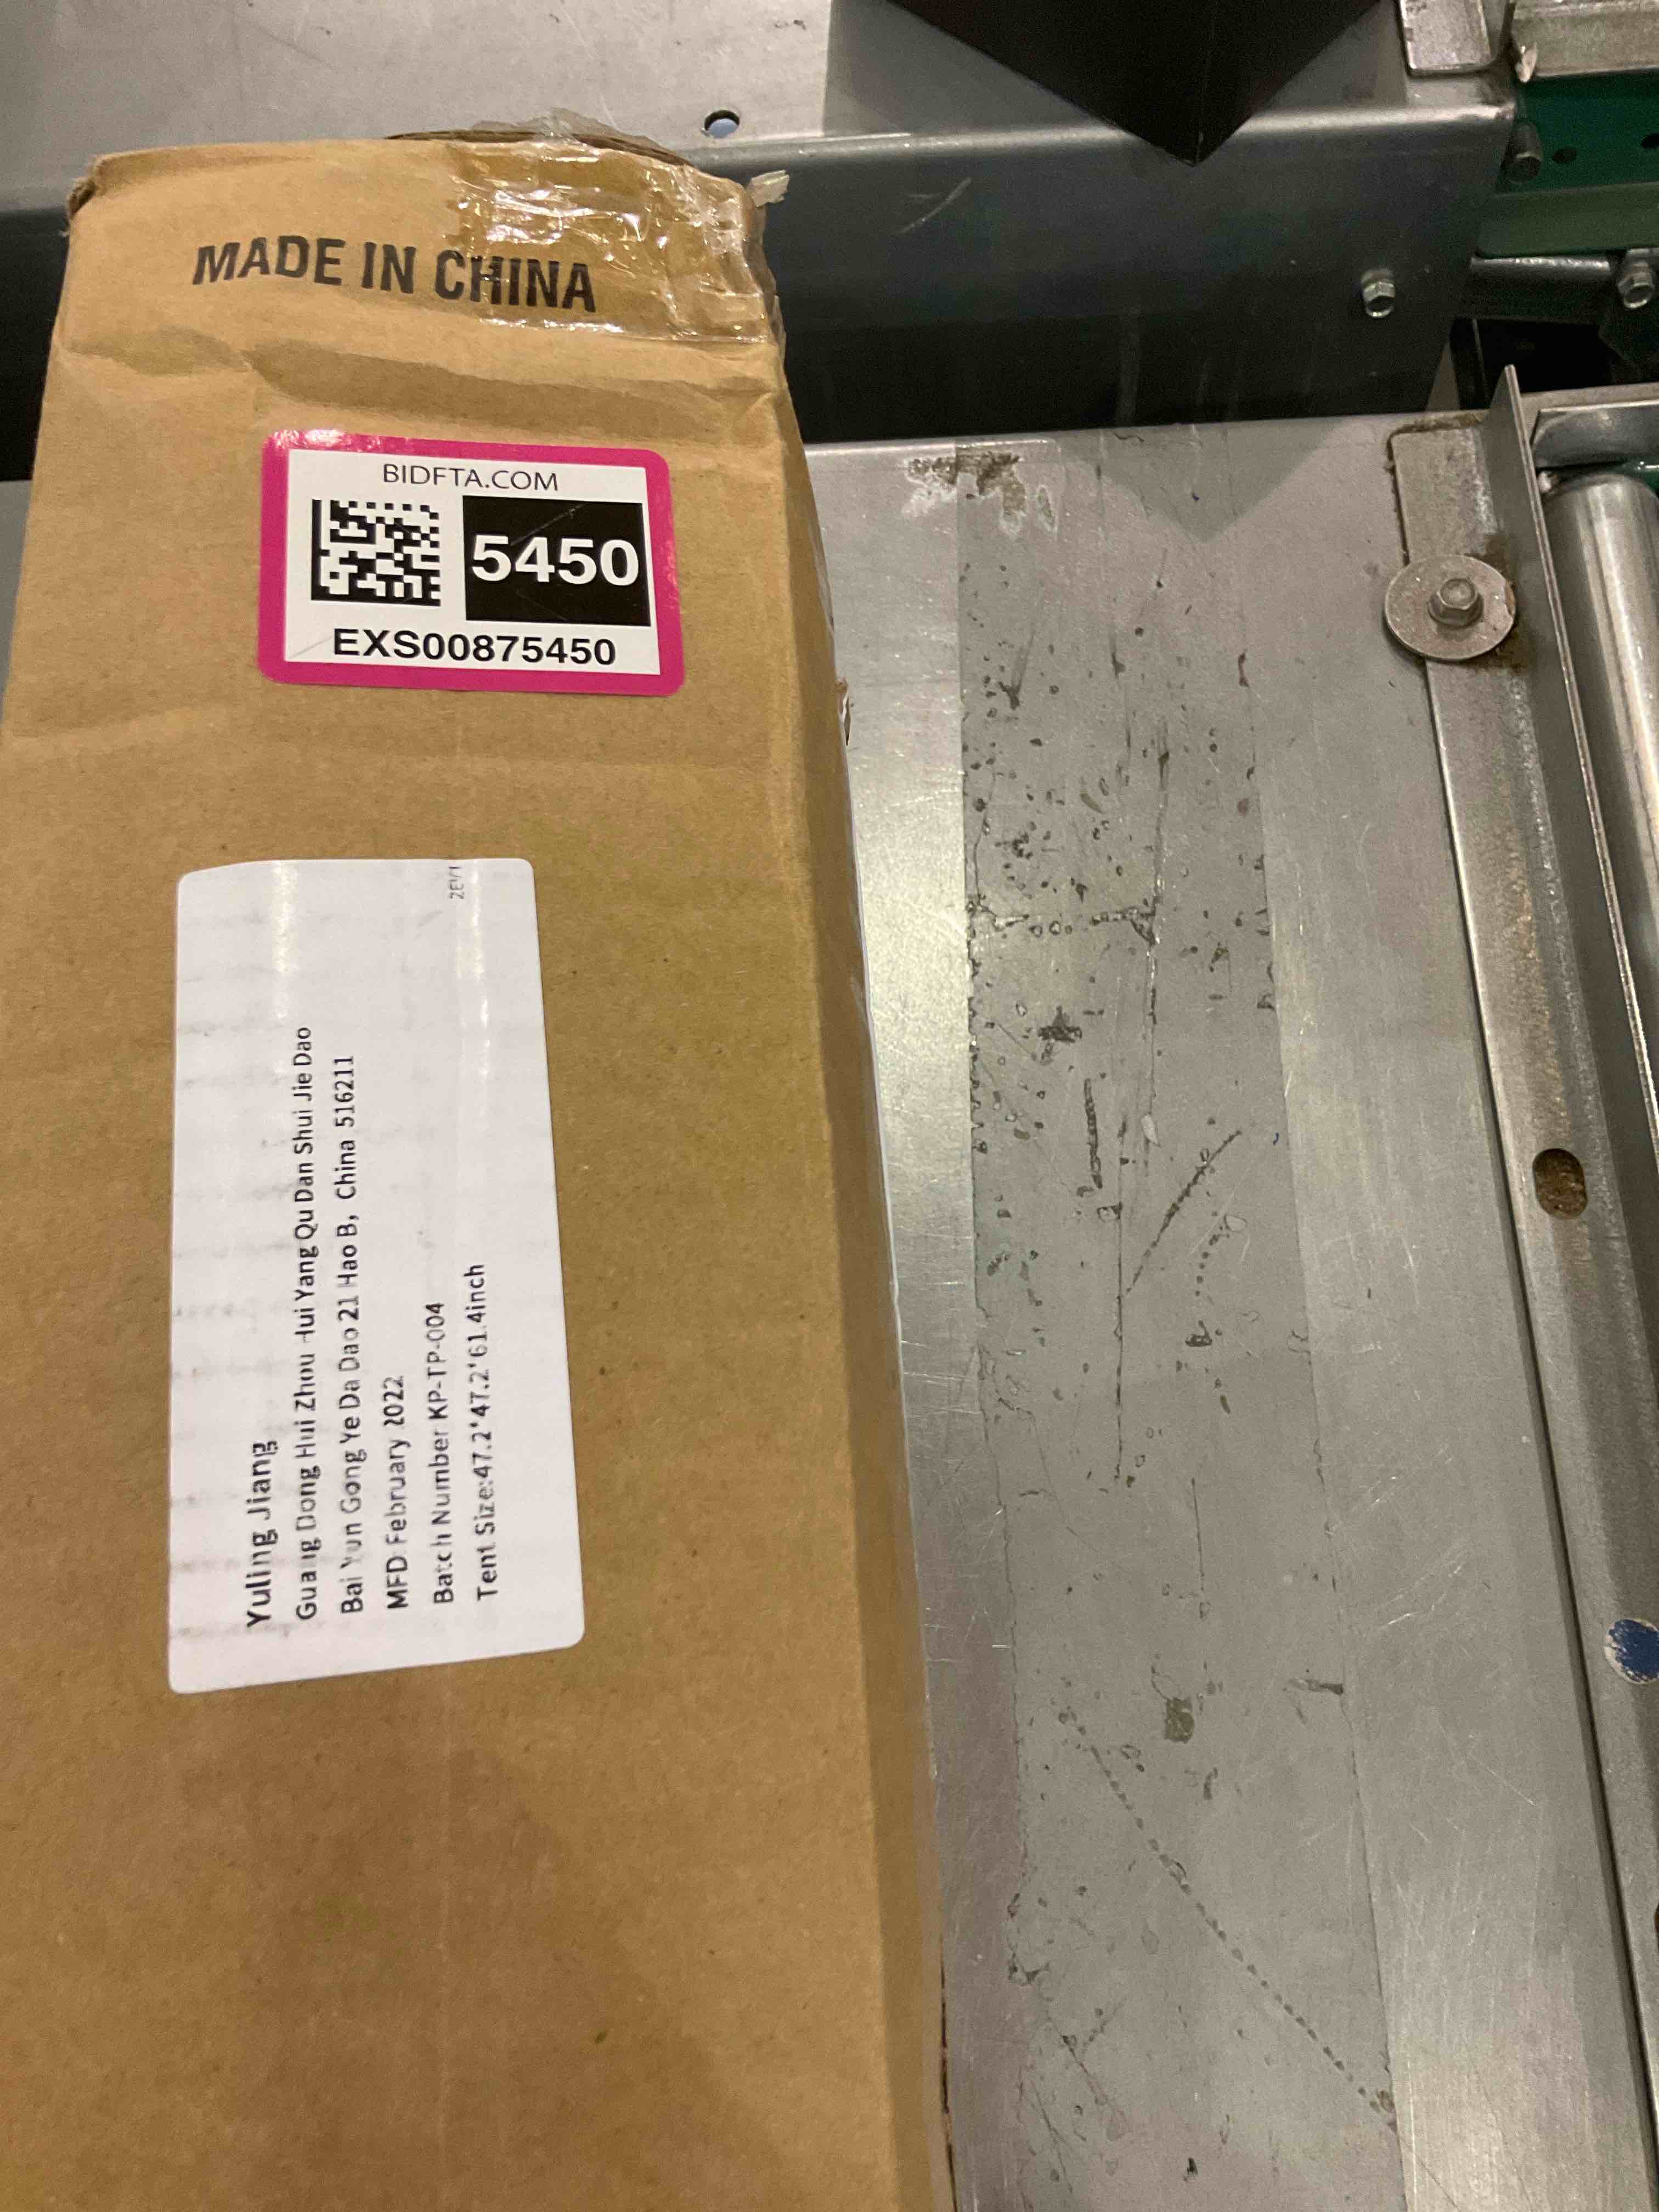 MADE IN CHINA
BIDFTA.COM
5450
EXS00875450
Yuling Jiang
Guang Dong Hui Zhou Hui Yang Qu Dan Shui Jie Dao
Bai Yun Gong Ye Da Dao 21 Hao B, China 516211
MFD February 2022
Batch Number KP-TP-004
Tent Size:47.2*47.2*61.4inch